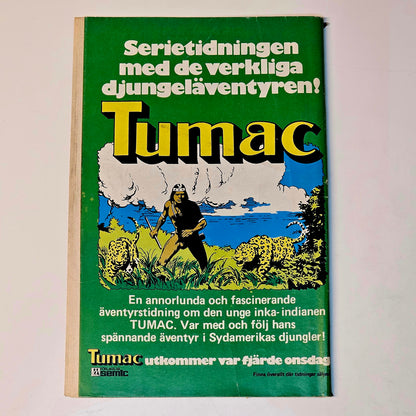 Serietidningen
med de verkliga
djungeläventyren!
Tumac
En annorlunda och fascinerande
äventyrstidning om den unge inka-indianen
TUMAC. Var med och följ hans
spännande äventyr i Sydamerikas djungler!
Tumac utkommer var fjärde onsdag
semic
Finns överallt där tidningar säljes